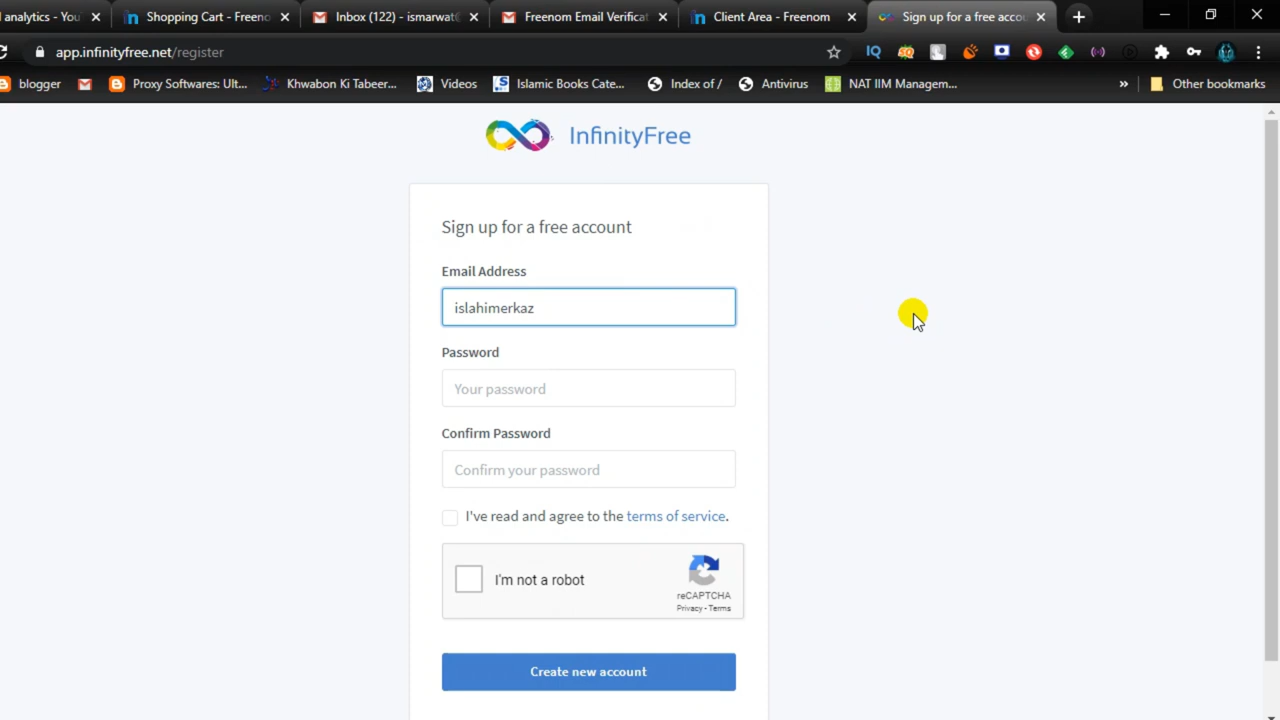 l analytics - You
Shopping Cart - Freeno
Inbox (122) - ismarwat
Freenom Email Verificat
Client Area - Freenom
Sign up for a free accou
app.infinityfree.net/register
blogger
Proxy Softwares: Ult...
Khwabon Ki Tabeer...
Videos
Islamic Books Cate...
Index of /
Antivirus
NAT IIM Managem...
»
Other bookmarks
InfinityFree
Sign up for a free account
Email Address
islahimerkaz
Password
Your password
Confirm Password
Confirm your password
I've read and agree to the terms of service.
I'm not a robot
reCAPTCHA
Privacy - Terms
Create new account